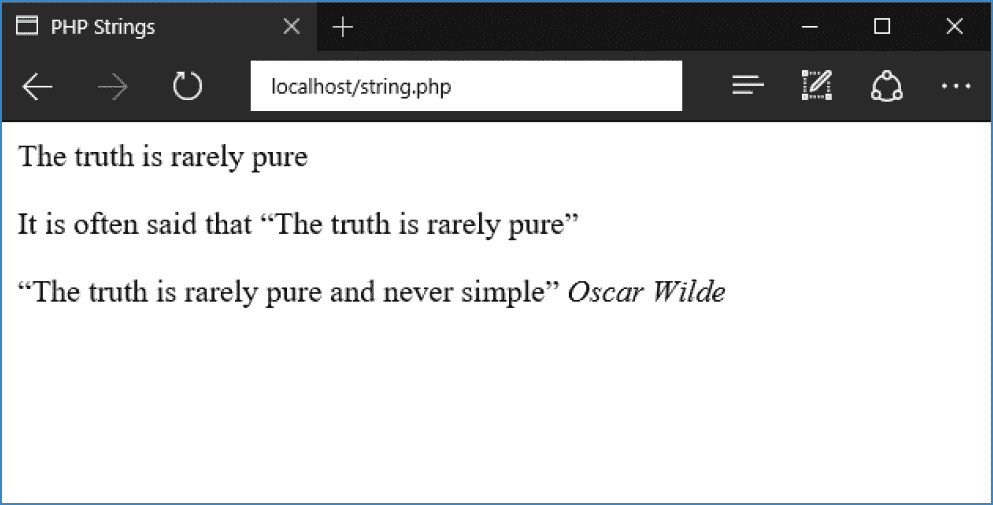 PHP Strings
localhost/string.php
The truth is rarely pure
It is often said that “The truth is rarely pure”
“The truth is rarely pure and never simple” Oscar Wilde